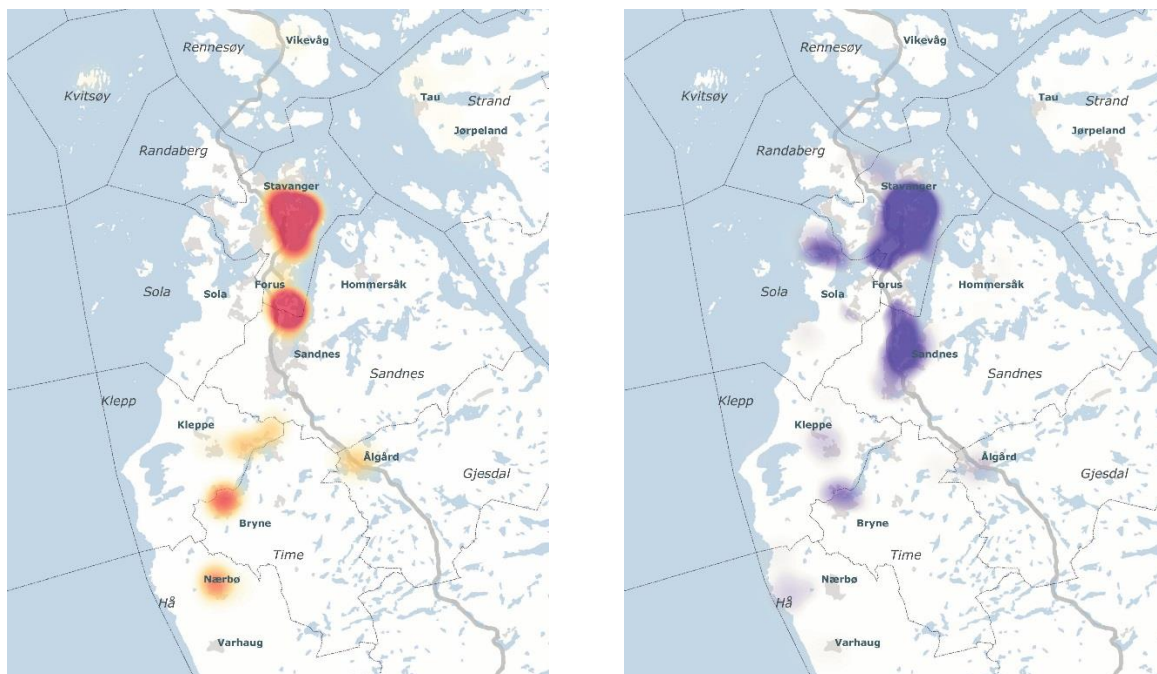 Vikevåg
Rennesøy
Kvitsøy
Tau
Strand
Jørpeland
Randaberg
Stavanger
Sola
Sola
Forus
Hommersåk
Sandnes
Sandnes
Klepp
Kleppe
Ålgård
Gjesdal
Bryne
Time
Nærbø
Hå
Varhaug
Vikevåg
Rennesøy
Kvitsøy
Tau
Strand
Jørpeland
Randaberg
Stavanger
Sola
Sola
Forus
Hommersåk
Sandnes
Sandnes
Klepp
Kleppe
Ålgård
Gjesdal
Bryne
Time
Nærbø
Hå
Varhaug